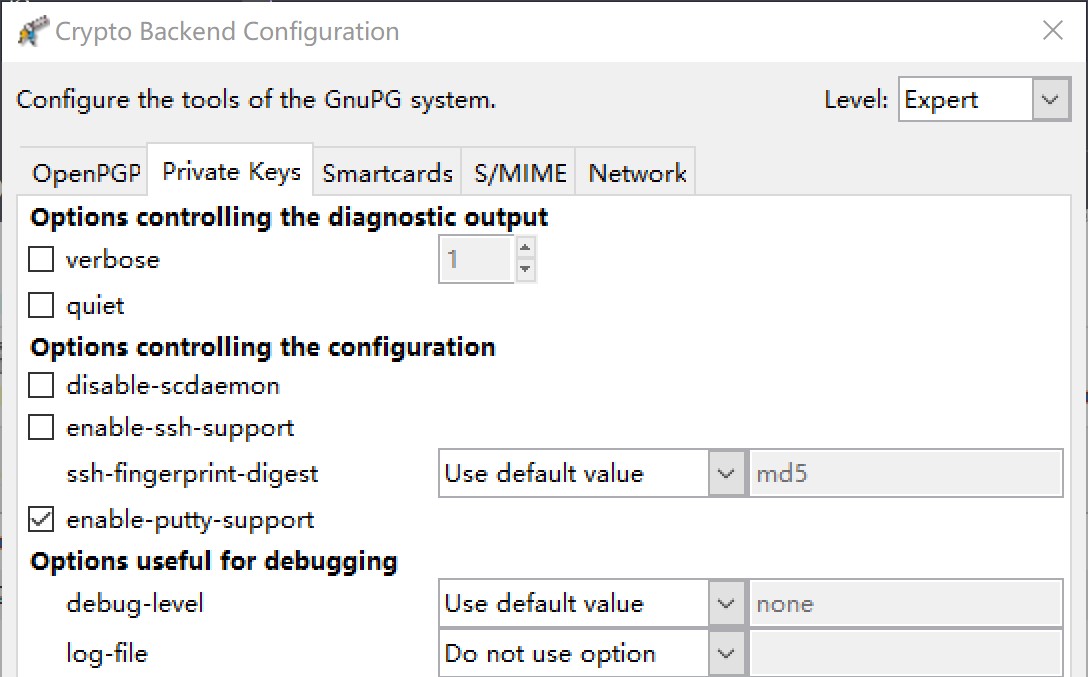 Crypto Backend Configuration
Configure the tools of the GnuPG system. Level: Expert
OpenPGP Private Keys Smartcards S/MIME Network
Options controlling the diagnostic output
verbose 1
quiet
Options controlling the configuration
disable-scdaemon
enable-ssh-support
ssh-fingerprint-digest Use default value md5
enable-putty-support
Options useful for debugging
debug-level Use default value none
log-file Do not use option